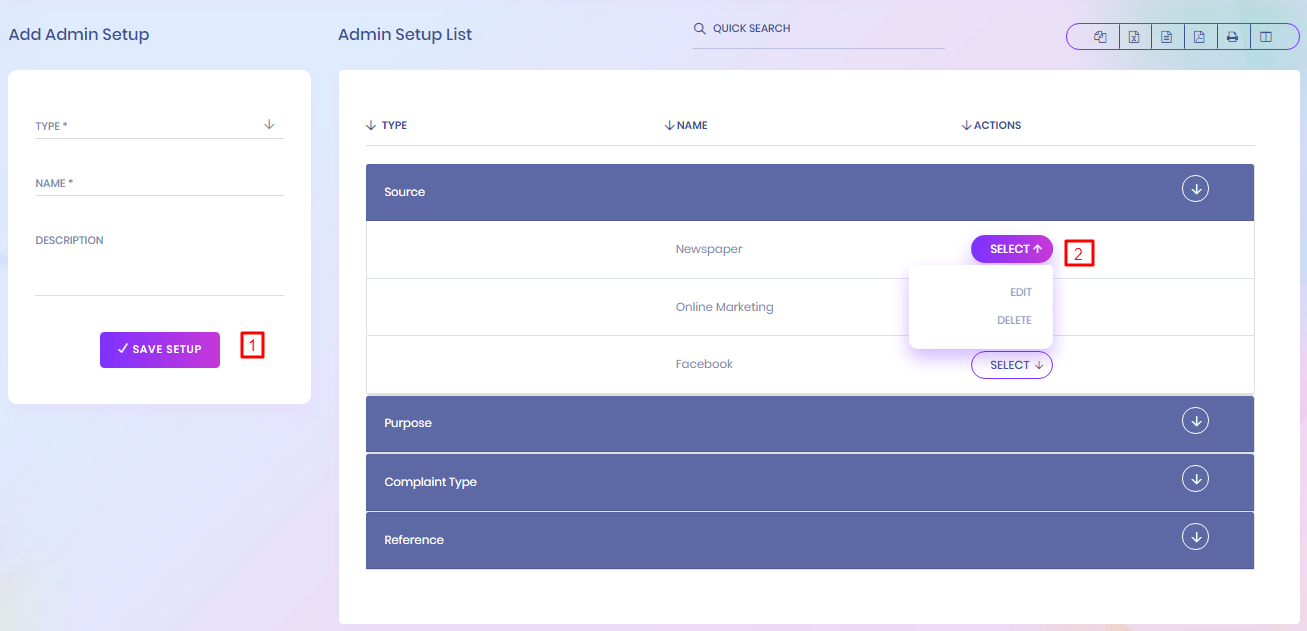 Add Admin Setup
Admin Setup List
QUICK SEARCH
TYPE *
NAME *
DESCRIPTION
SAVE SETUP
1
TYPE NAME ACTIONS
Source
Newspaper SELECT
2
EDIT
DELETE
Online Marketing
Facebook SELECT
Purpose
Complaint Type
Reference